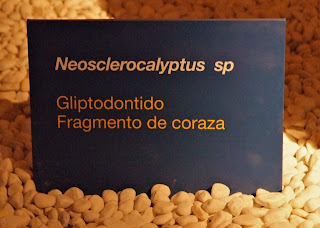 Neosclerocalyptus sp
Gliptodontido
Fragmento de coraza